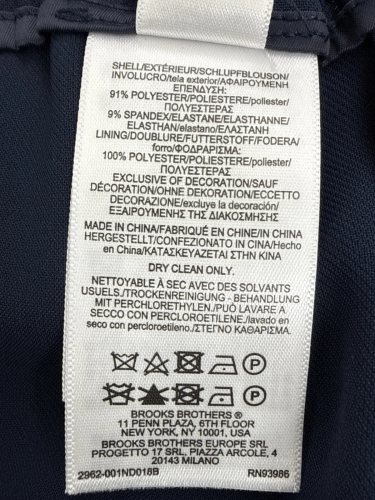 SHELL/EXTÉRIEUR/SCHLUPFBLOUSON/
INVOLUCRO/tela exterior/ΑΦΑΙΡΟΥΜΕΝΗ
ΕΠΕΝΔΥΣΗ:
91% POLYESTER/POLIESTERE/poliester/
ΠΟΛΥΕΣΤΕΡΑΣ
9% SPANDEX/ELASTANE/ELASTHANNE/
ELASTHAN/elastano/ΕΛΑΣΤΑΝΗ
LINING/DOUBLURE/FUTTERSTOFF/FODERA/
forro/ΦΟΔΡΑΡΙΣΜΑ:
100% POLYESTER/POLIESTERE/poliester/
ΠΟΛΥΕΣΤΕΡΑΣ
EXCLUSIVE OF DECORATION/SAUF
DÉCORATION/OHNE DEKORATION/ECCETTO
DECORAZIONE/excluye la decoración/
ΕΞΑΙΡΟΥΜΕΝΗΣ ΤΗΣ ΔΙΑΚΟΣΜΗΣΗΣ
MADE IN CHINA/FABRIQUÉ EN CHINE/IN CHINA
HERGESTELLT/CONFEZIONATO IN CINA/Hecho
en China/ΚΑΤΑΣΚΕΥΑΖΕΤΑΙ ΣΤΗΝ ΚΙΝΑ
DRY CLEAN ONLY.
NETTOYABLE À SEC AVEC DES SOLVANTS
USUELS./TROCKENREINIGUNG - BEHANDLUNG
MIT PERCHLORETHYLEN./PUÒ LAVARE A
SECO CON PERCLOROETILENE./lavado en
seco con percloroetileno./ΣΤΕΓΝΟ ΚΑΘΑΡΙΣΜΑ.
P
P
BROOKS BROTHERS ®
11 PENN PLAZA, 6TH FLOOR
NEW YORK, NY 10001, USA
BROOKS BROTHERS EUROPE SRL
PROGETTO 17 SRL, PIAZZA ARCOLE, 4
20143 MILANO
2962-001ND018B RN93986